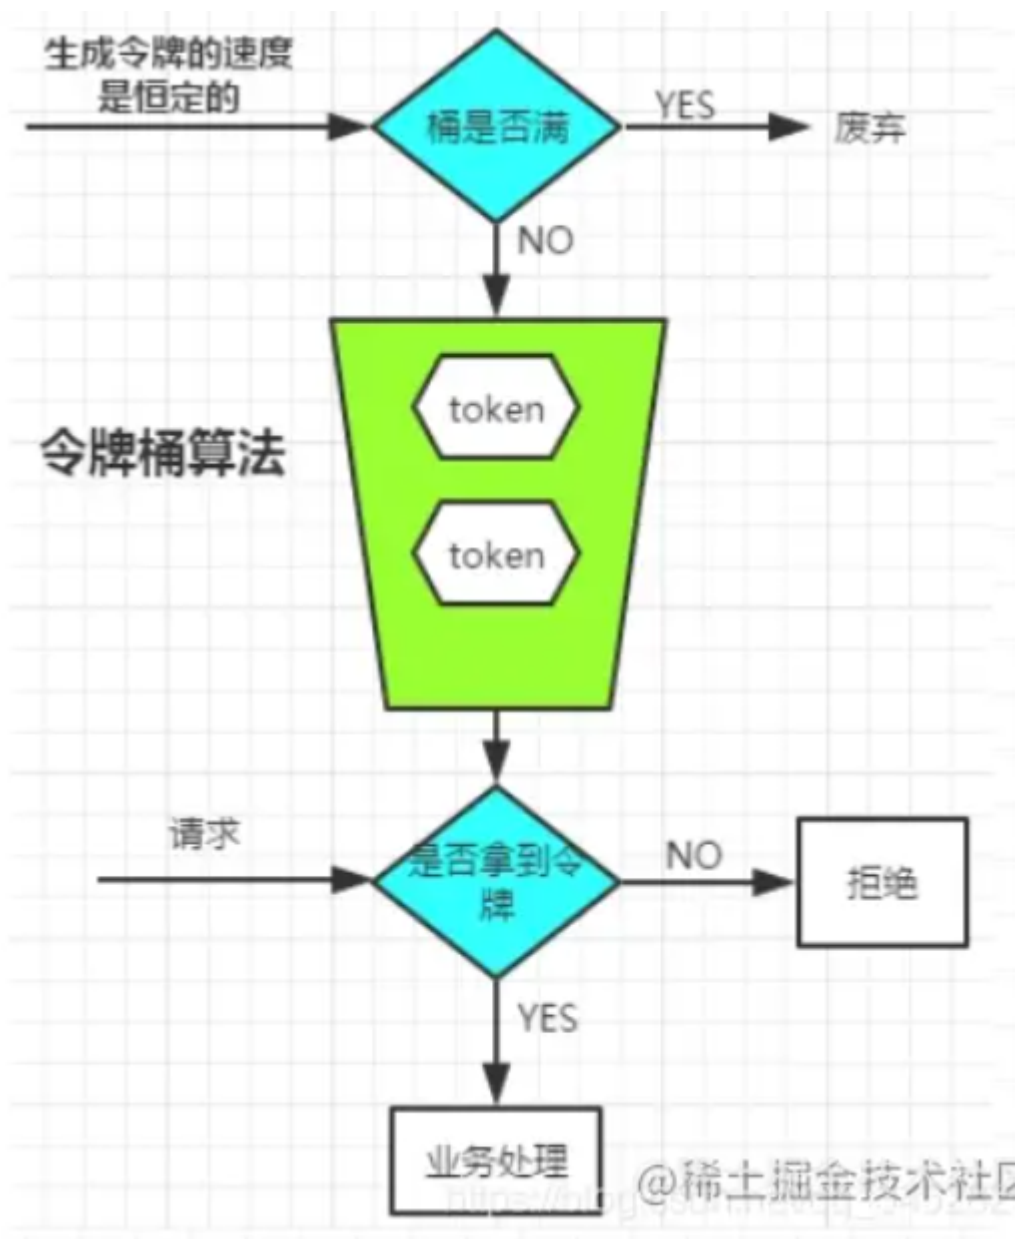 生成令牌的速度
是恒定的
桶是否满
YES
废弃
NO
token
令牌桶算法
token
请求
是否拿到令
牌
NO
拒绝
YES
业务处理
@稀土掘金技术社区